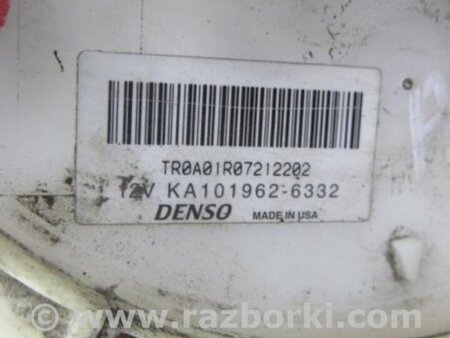 TR0A01R07212202
12V KA101962-6332
DENSO MADE IN USA
www.razborki.com